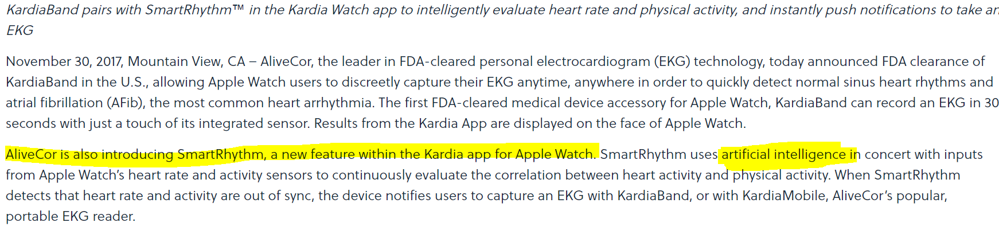 KardiaBand pairs with SmartRhythm™ in the Kardia Watch app to intelligently evaluate heart rate and physical activity, and instantly push notifications to take an
EKG
November 30, 2017, Mountain View, CA – AliveCor, the leader in FDA-cleared personal electrocardiogram (EKG) technology, today announced FDA clearance of
KardiaBand in the U.S., allowing Apple Watch users to discreetly capture their EKG anytime, anywhere in order to quickly detect normal sinus heart rhythms and
atrial fibrillation (AFib), the most common heart arrhythmia. The first FDA-cleared medical device accessory for Apple Watch, KardiaBand can record an EKG in 30
seconds with just a touch of its integrated sensor. Results from the Kardia App are displayed on the face of Apple Watch.
AliveCor is also introducing SmartRhythm, a new feature within the Kardia app for Apple Watch. SmartRhythm uses artificial intelligence in concert with inputs
from Apple Watch’s heart rate and activity sensors to continuously evaluate the correlation between heart activity and physical activity. When SmartRhythm
detects that heart rate and activity are out of sync, the device notifies users to capture an EKG with KardiaBand, or with KardiaMobile, AliveCor’s popular,
portable EKG reader.